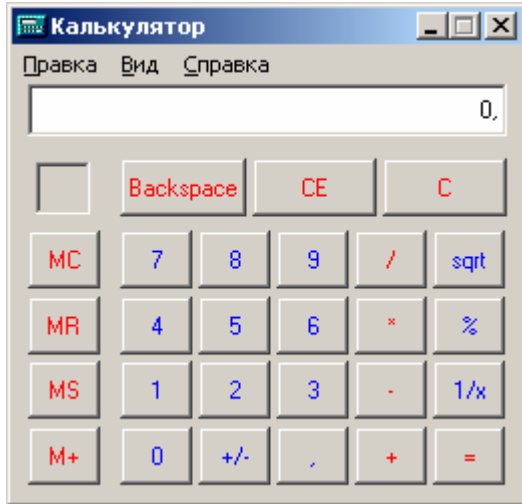 Калькулятор
Правка Вид Справка
0,
Backspace CE C
MC 7 8 9 / sqrt
MR 4 5 6 * %
MS 1 2 3 - 1/x
M+ 0 +/- , + =